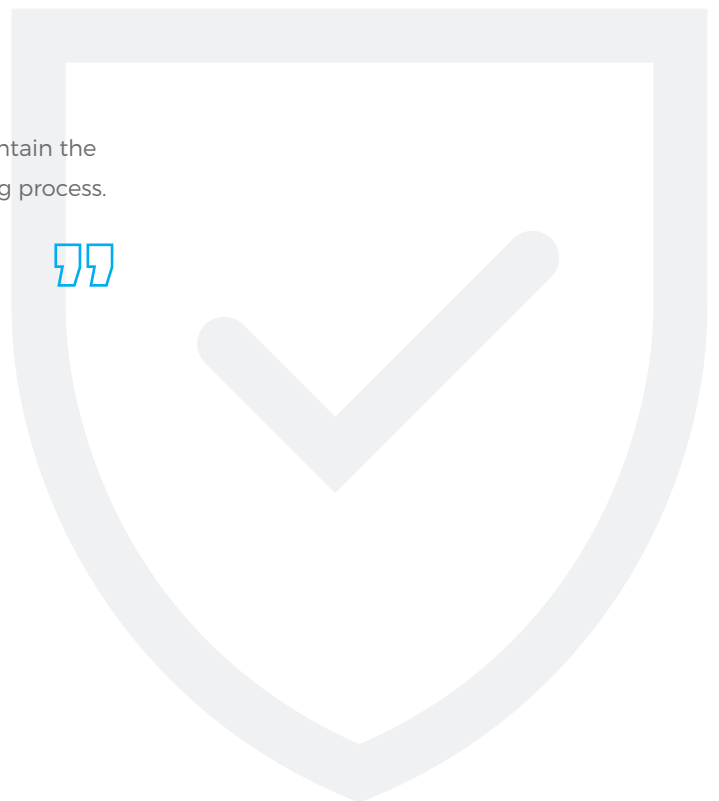 ntain the
g process.
”